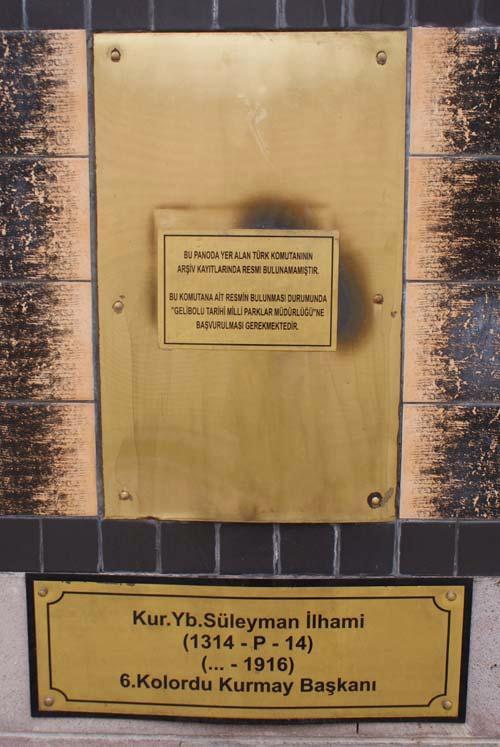 BU PANODA YER ALAN TÜRK KOMUTANININ
ARŞİV KAYITLARINDA RESMİ BULUNAMAMIŞTIR.
BU KOMUTANA AİT RESMİN BULUNMASI DURUMUNDA
"GELİBOLU TARİHİ MİLLİ PARKLAR MÜDÜRLÜĞÜ"NE
BAŞVURULMASI GEREKMEKTEDİR.
Kur.Yb.Süleyman İlhami
(1314 - P - 14)
(... - 1916)
6.Kolordu Kurmay Başkanı